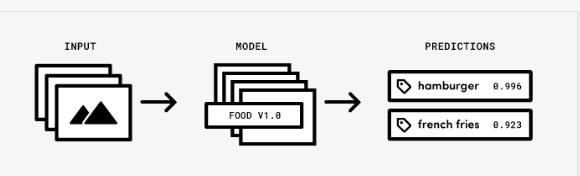 INPUT
MODEL
PREDICTIONS
FOOD V1.0
hamburger 0.996
french fries 0.923